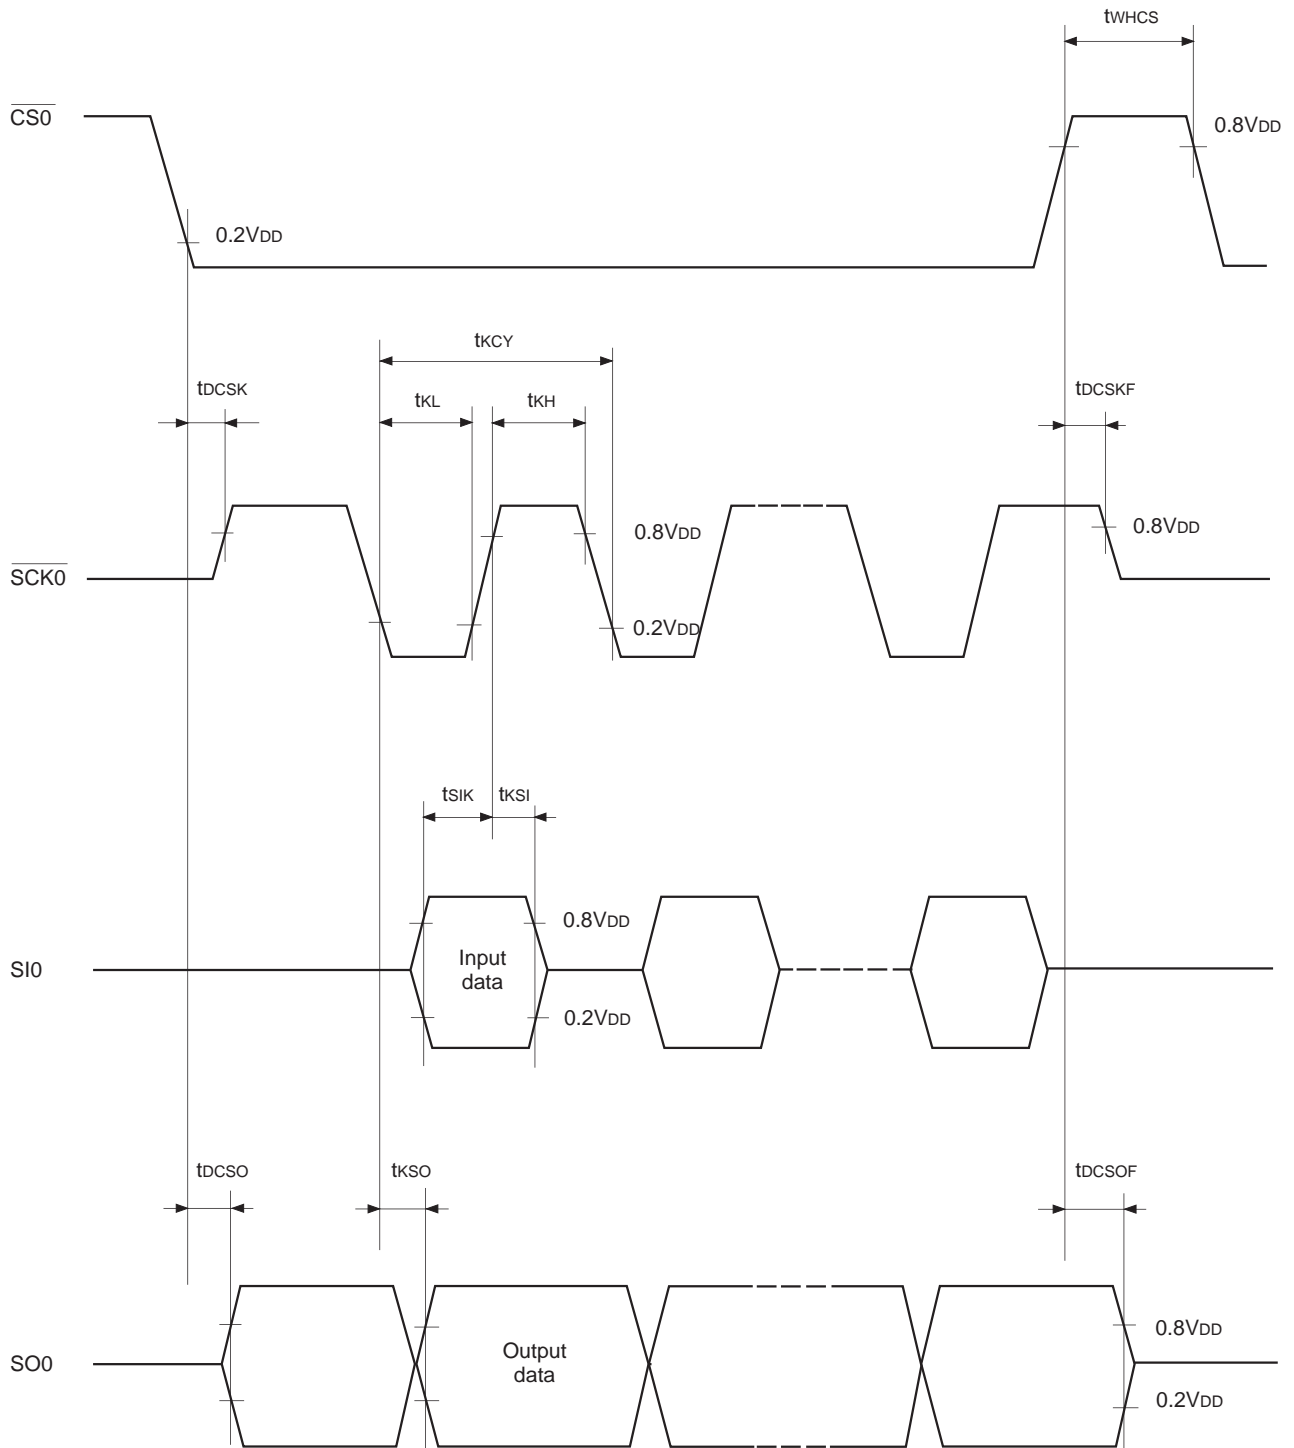 tWHCS
CS0
0.8VDD
0.2VDD
tKCY
tDCSK
tKL
tKH
tDCSKF
0.8VDD
0.8VDD
SCK0
0.2VDD
tSIK
tKSI
0.8VDD
Input
data
SI0
0.2VDD
tDCSO
tKSO
tDCSOF
0.8VDD
Output
data
SO0
0.2VDD